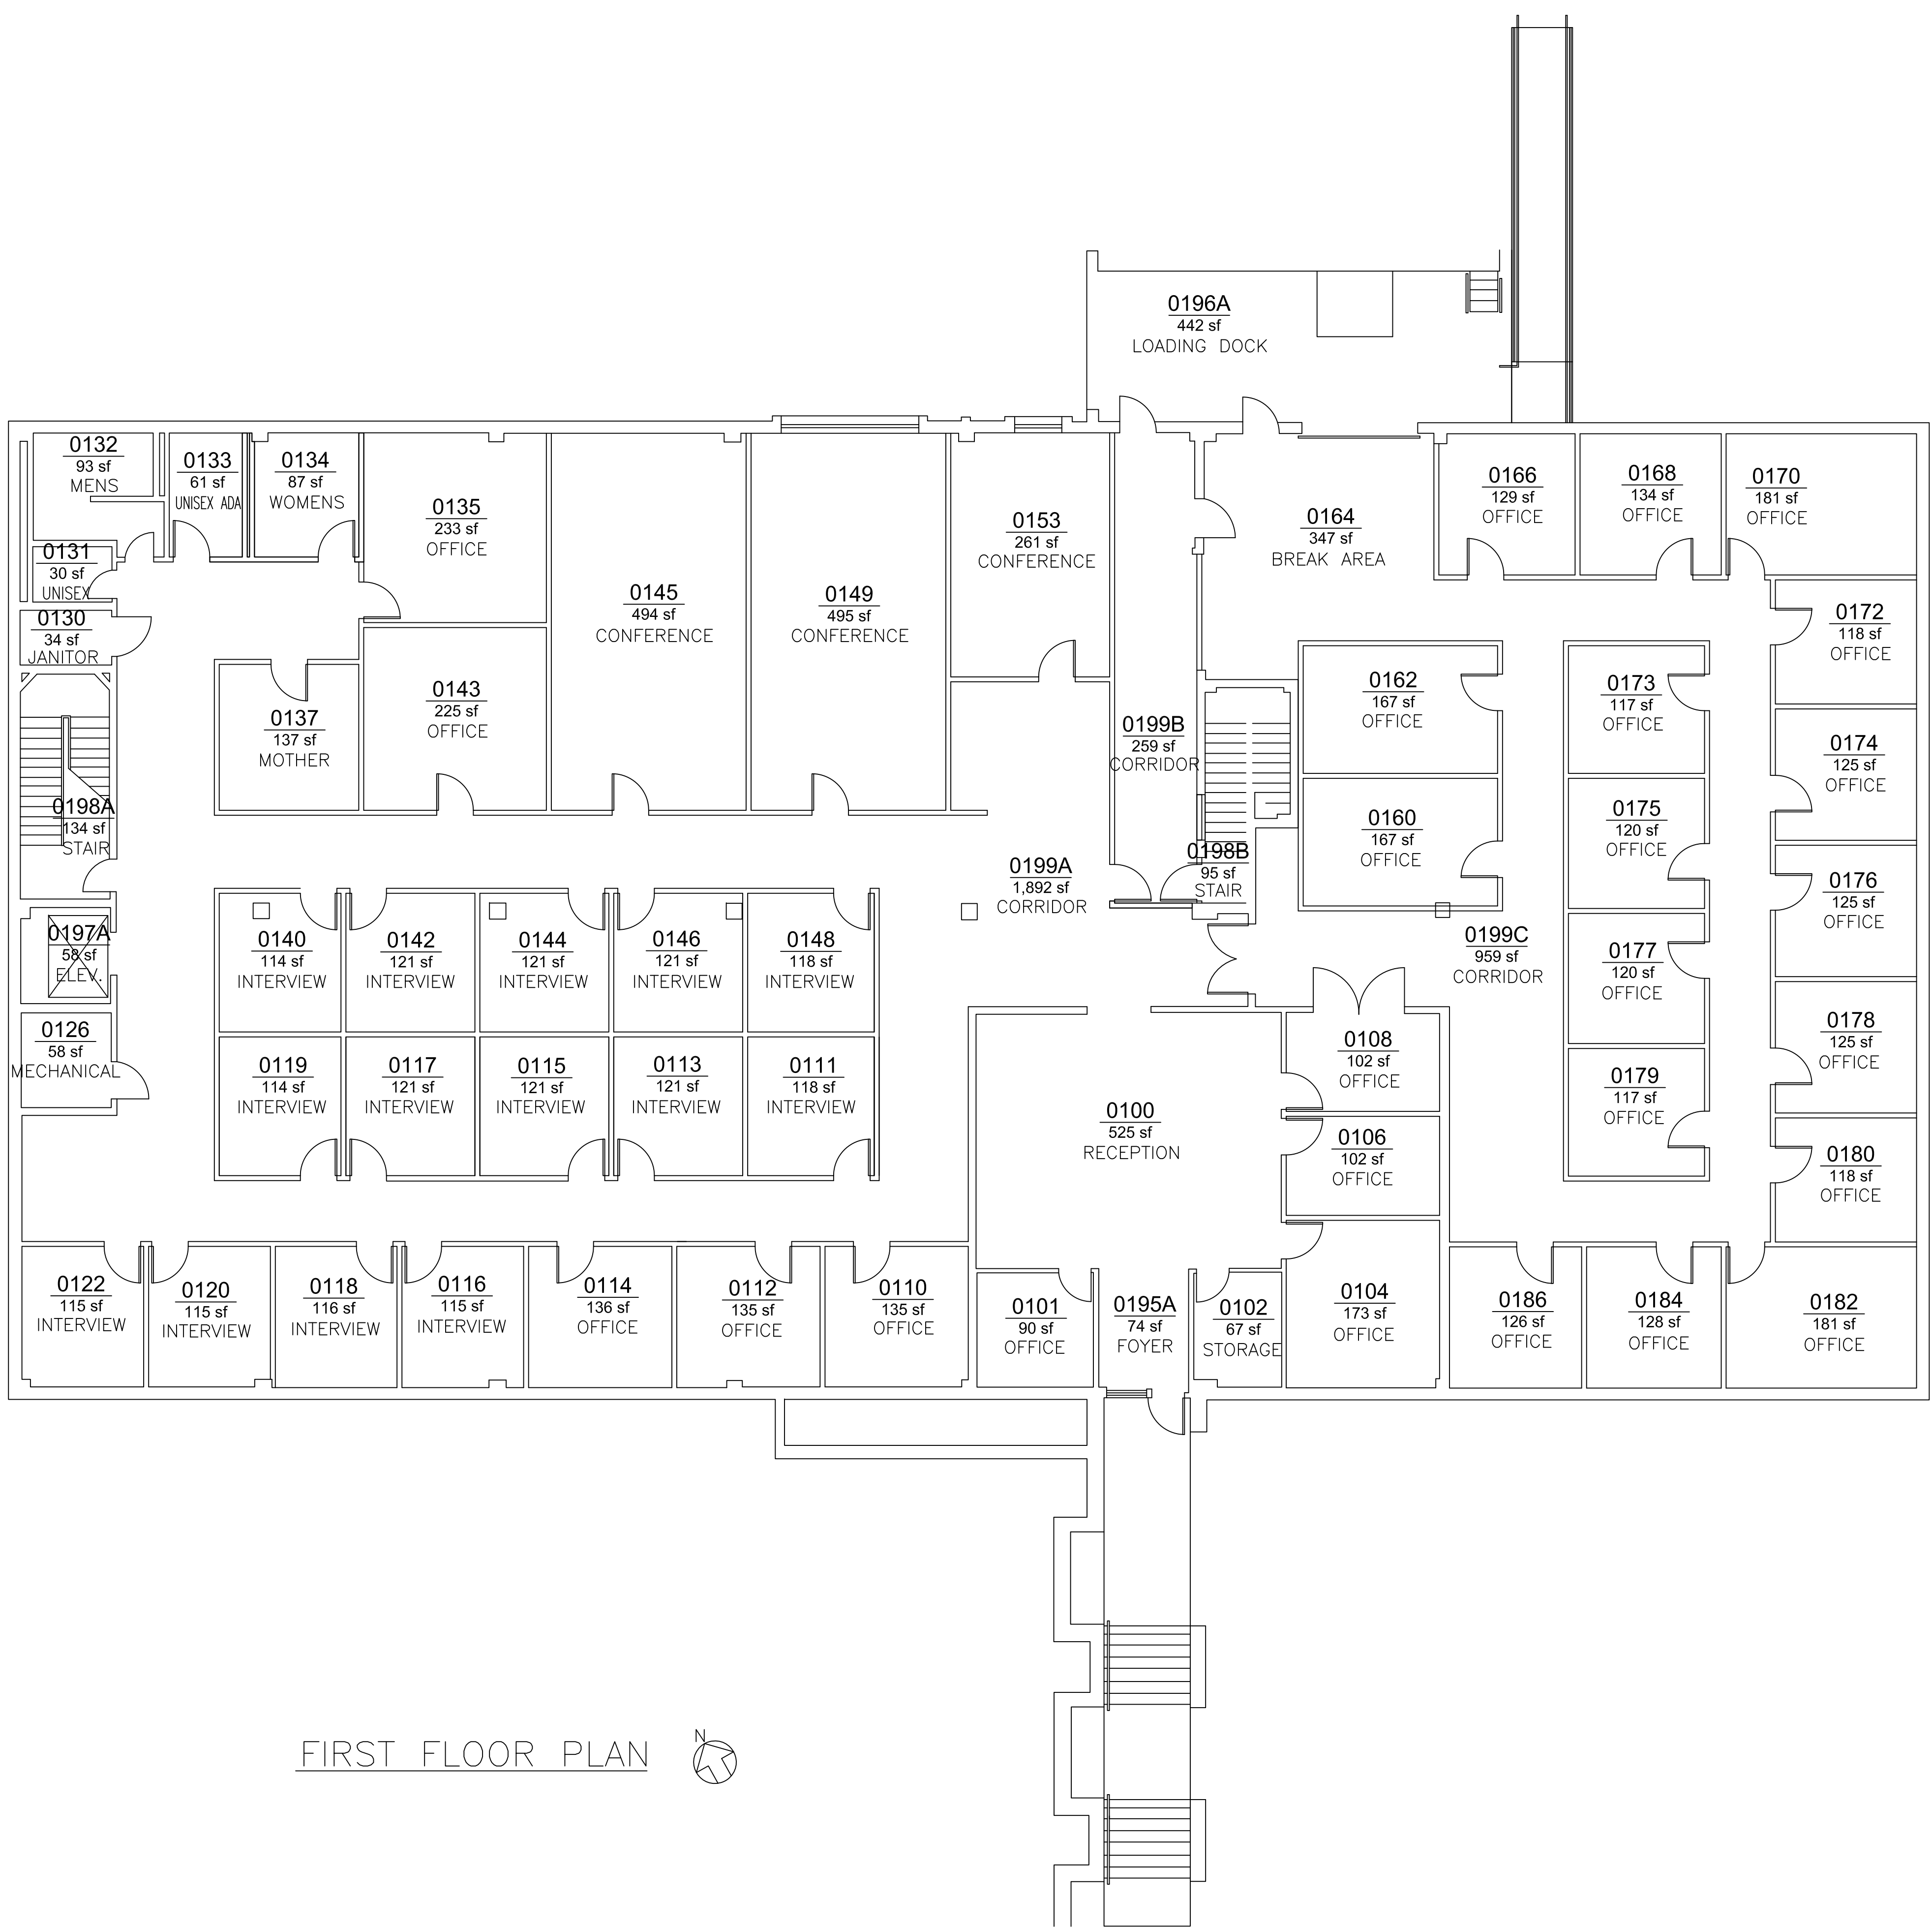 0196A
442 sf
LOADING DOCK
0132
93 sf
MENS
0133
61 sf
UNISEX ADA
0134
87 sf
WOMENS
0135
233 sf
OFFICE
0145
494 sf
CONFERENCE
0149
495 sf
CONFERENCE
0153
261 sf
CONFERENCE
0164
347 sf
BREAK AREA
0166
129 sf
OFFICE
0168
134 sf
OFFICE
0170
181 sf
OFFICE
0131
30 sf
UNISEX
0130
34 sf
JANITOR
0137
137 sf
MOTHER
0143
225 sf
OFFICE
0199B
259 sf
CORRIDOR
0162
167 sf
OFFICE
0173
117 sf
OFFICE
0172
118 sf
OFFICE
0174
125 sf
OFFICE
0198A
134 sf
STAIR
0199A
1,892 sf
CORRIDOR
0198B
95 sf
STAIR
0160
167 sf
OFFICE
0175
120 sf
OFFICE
0176
125 sf
OFFICE
0197A
58 sf
ELEV.
0140
114 sf
INTERVIEW
0142
121 sf
INTERVIEW
0144
121 sf
INTERVIEW
0146
121 sf
INTERVIEW
0148
118 sf
INTERVIEW
0199C
959 sf
CORRIDOR
0177
120 sf
OFFICE
0178
125 sf
OFFICE
0126
58 sf
MECHANICAL
0119
114 sf
INTERVIEW
0117
121 sf
INTERVIEW
0115
121 sf
INTERVIEW
0113
121 sf
INTERVIEW
0111
118 sf
INTERVIEW
0100
525 sf
RECEPTION
0108
102 sf
OFFICE
0106
102 sf
OFFICE
0179
117 sf
OFFICE
0180
118 sf
OFFICE
0122
115 sf
INTERVIEW
0120
115 sf
INTERVIEW
0118
116 sf
INTERVIEW
0116
115 sf
INTERVIEW
0114
136 sf
OFFICE
0112
135 sf
OFFICE
0110
135 sf
OFFICE
0101
90 sf
OFFICE
0195A
74 sf
FOYER
0102
67 sf
STORAGE
0104
173 sf
OFFICE
0186
126 sf
OFFICE
0184
128 sf
OFFICE
0182
181 sf
OFFICE
FIRST FLOOR PLAN
N